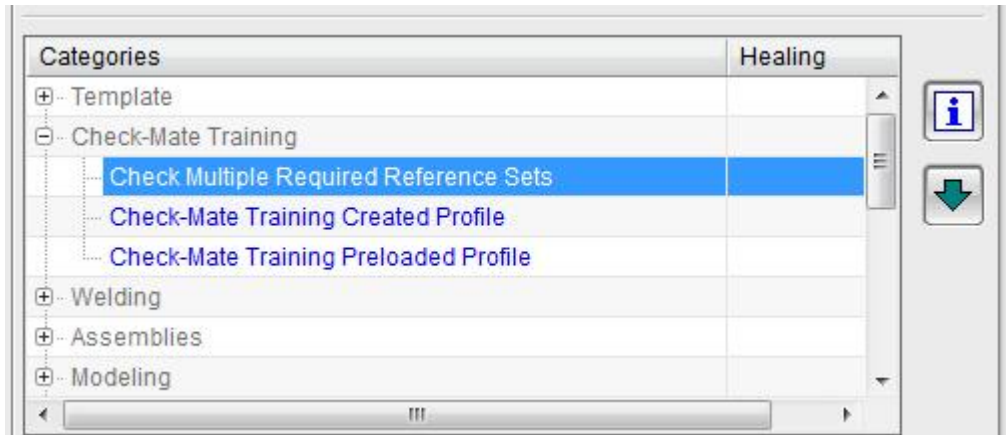 Categories Healing
Template
Check-Mate Training
Check Multiple Required Reference Sets
Check-Mate Training Created Profile
Check-Mate Training Preloaded Profile
Welding
Assemblies
Modeling